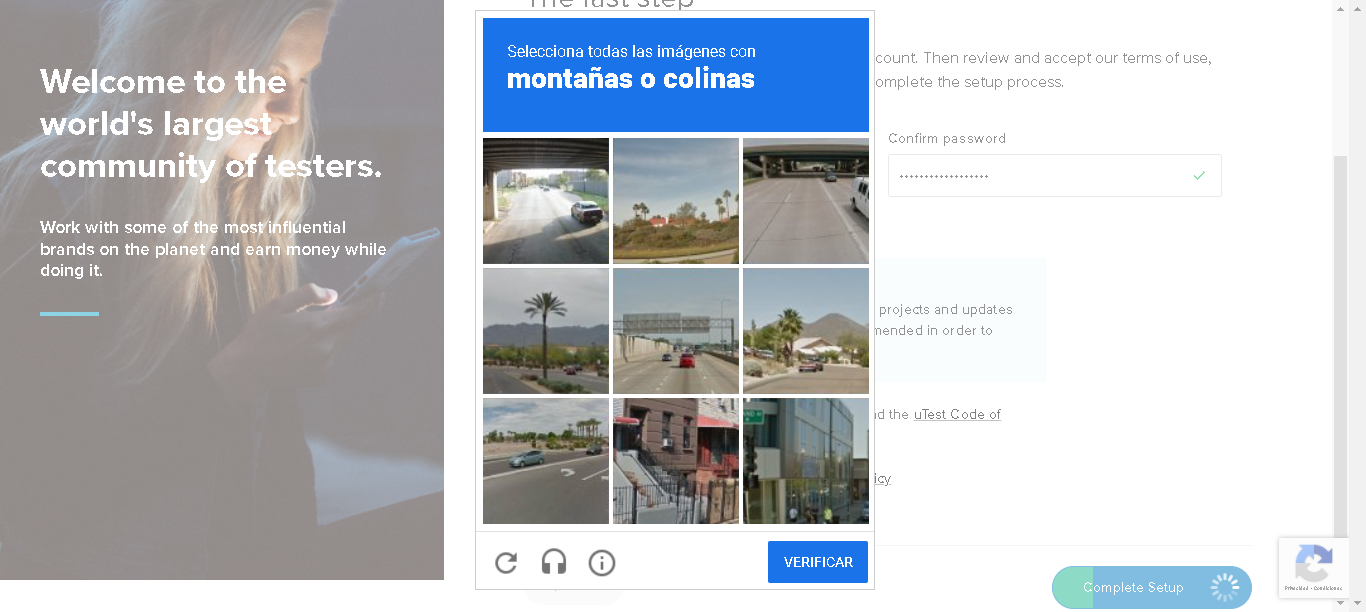 Welcome to the
world's largest
community of testers.
Work with some of the most influential
brands on the planet and earn money while
doing it.
The last step
Selecciona todas las imágenes con
montañas o colinas
VERIFICAR
count. Then review and accept our terms of use,
omplete the setup process.
Confirm password
projects and updates
mended in order to
nd the uTest Code of
icy
Complete Setup
Privacidad - Condiciones